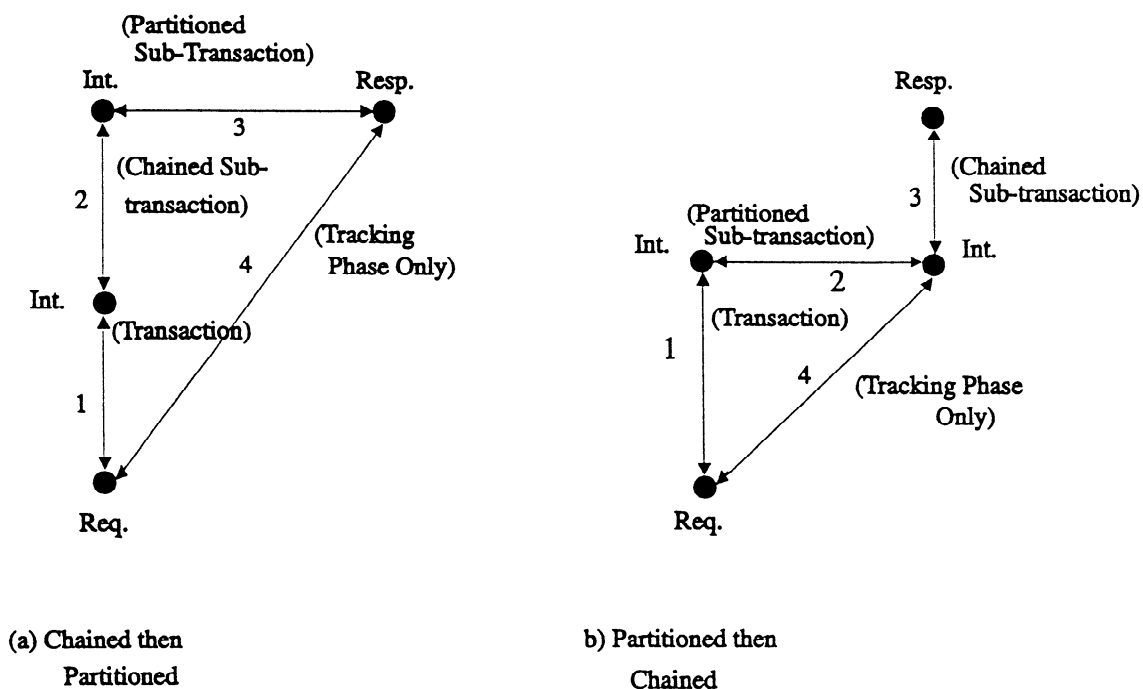 (Partitioned
Sub-Transaction)
Int.
Resp.
3
(Chained Sub-
transaction)
2
(Tracking
Phase Only)
4
Int.
(Transaction)
1
Req.
(a) Chained then
Partitioned
Resp.
(Chained
Sub-transaction)
3
(Partitioned
Sub-transaction)
Int.
Int.
2
(Transaction)
1
4
(Tracking Phase
Only)
Req.
b) Partitioned then
Chained